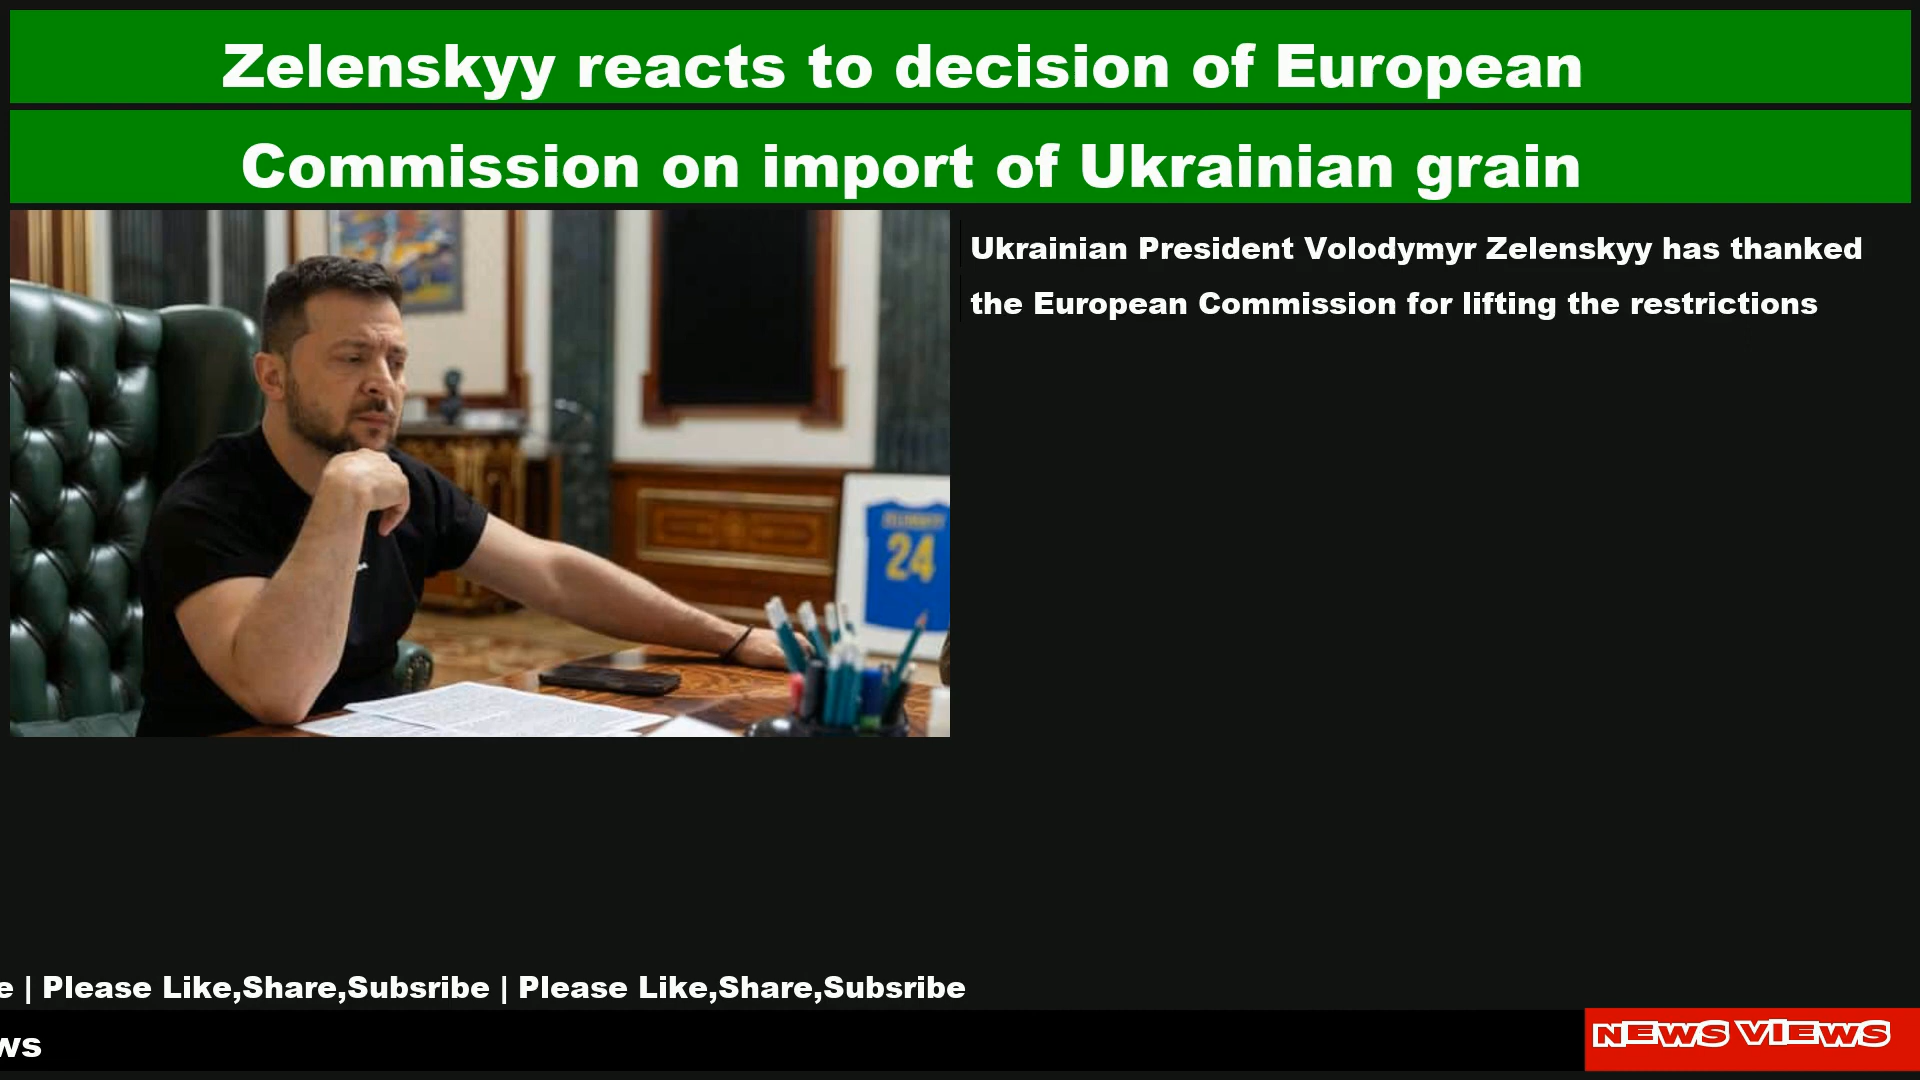 Zelenskyy reacts to decision of European
Commission on import of Ukrainian grain
Ukrainian President Volodymyr Zelenskyy has thanked
the European Commission for lifting the restrictions
24
e | Please Like,Share,Subsribe | Please Like,Share,Subsribe
ws
NEWS VIEWS